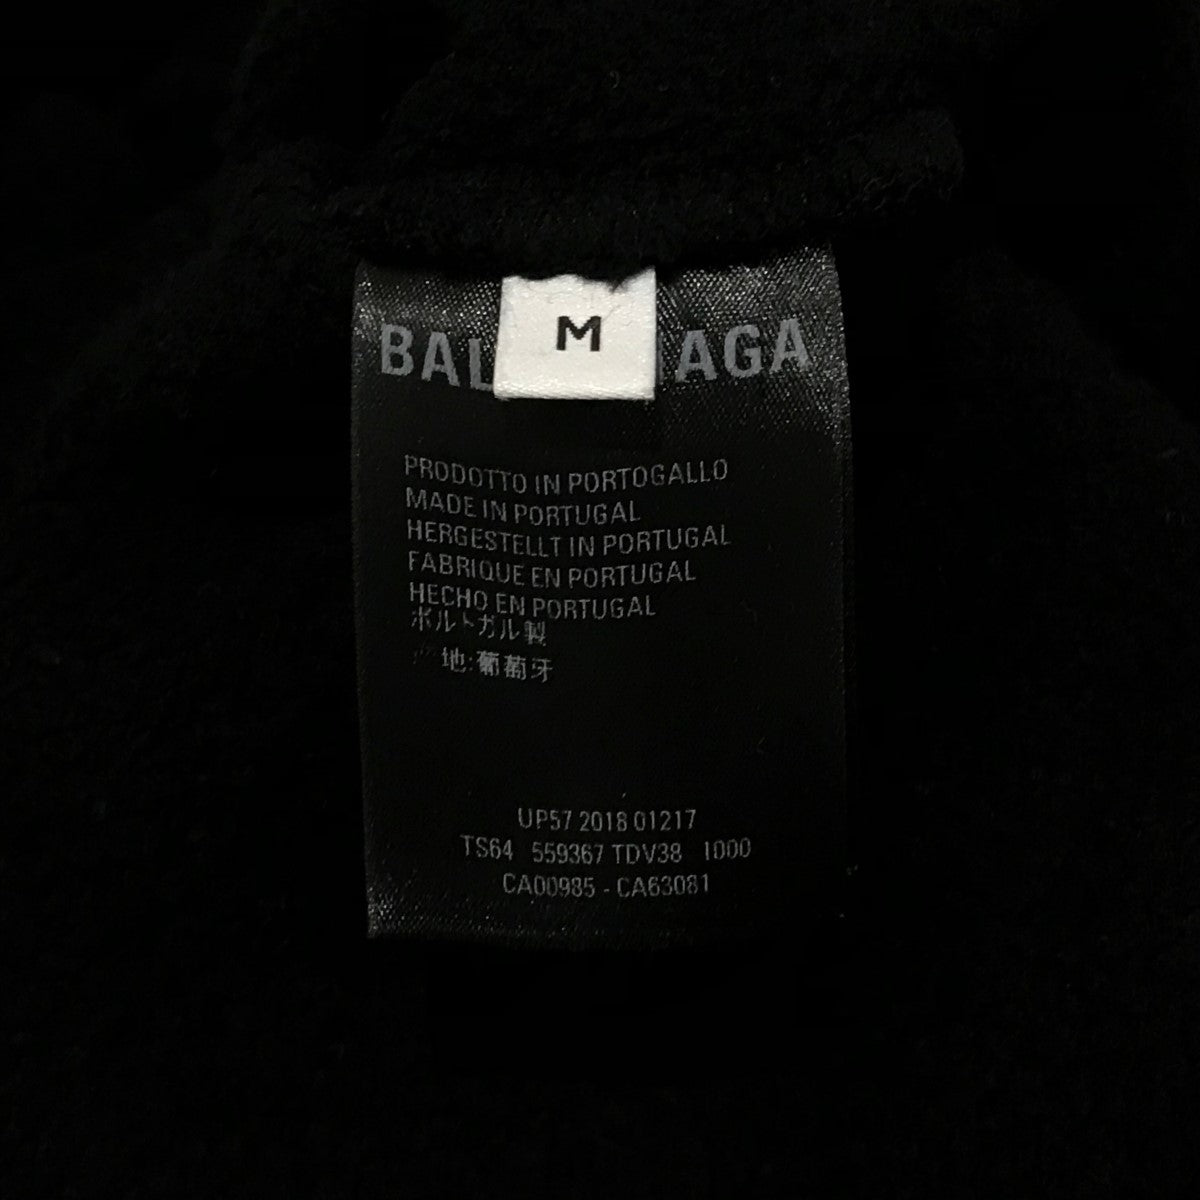 M
BAL AGA
PRODOTTO IN PORTOGALLO
MADE IN PORTUGAL
HERGESTELLT IN PORTUGAL
FABRIQUE EN PORTUGAL
HECHO EN PORTUGAL
ポルトガル製
地:葡萄牙
UP57 2018 01217
TS64 559367 TDV38 1000
CA00985 - CA63081